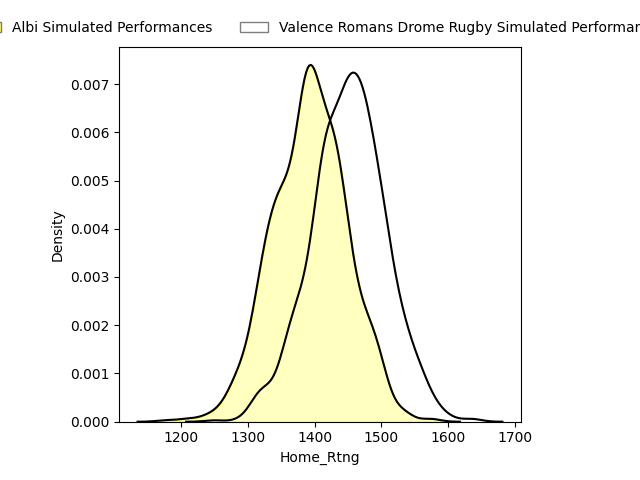 Albi Simulated Performances Valence Romans Drome Rugby Simulated Performar
0.007
0.006
0.005
0.004
0.003
0.002
0.001
0.000
Density
1200 1300 1400 1500 1600 1700
Home_Rtng